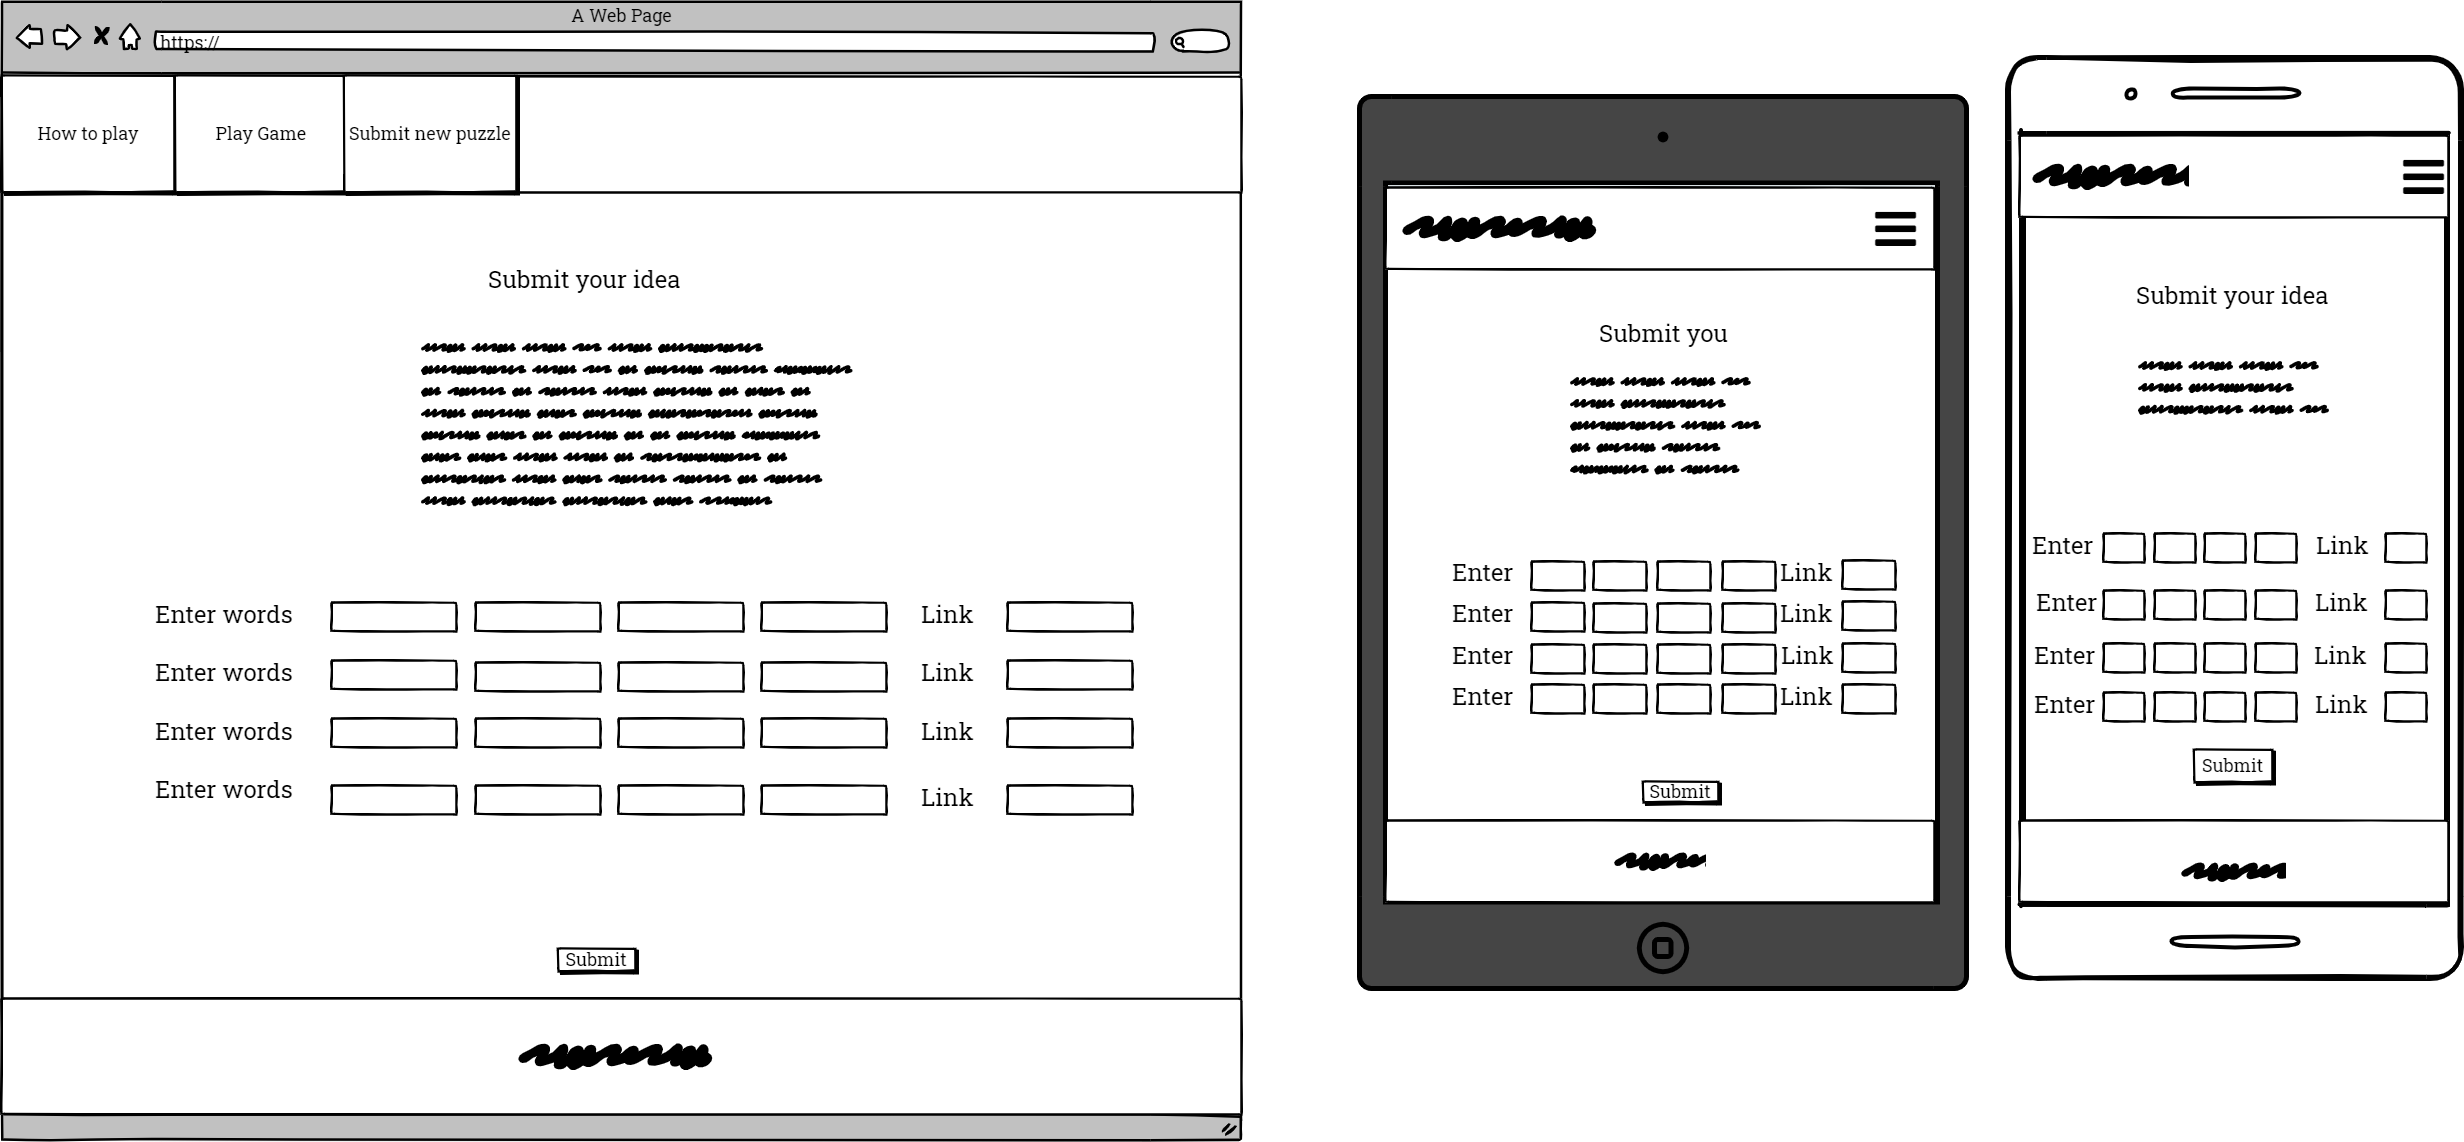 A Web Page
https://
How to play
Play Game
Submit new puzzle
Submit your idea
Enter words Link
Enter words Link
Enter words Link
Enter words Link
Submit
Submit you
Enter Link
Enter Link
Enter Link
Enter Link
Submit
Submit your idea
Enter Link
Enter Link
Enter Link
Enter Link
Submit